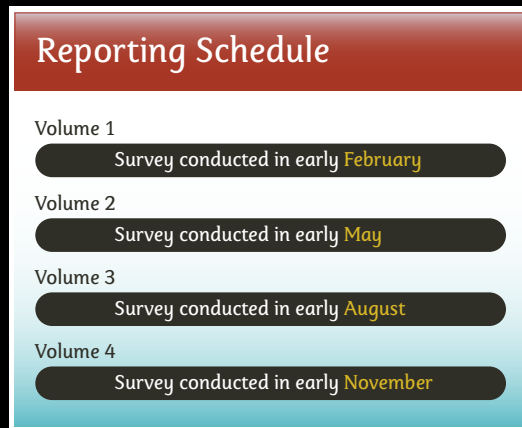 Reporting Schedule
Volume 1
Survey conducted in early February
Volume 2
Survey conducted in early May
Volume 3
Survey conducted in early August
Volume 4
Survey conducted in early November